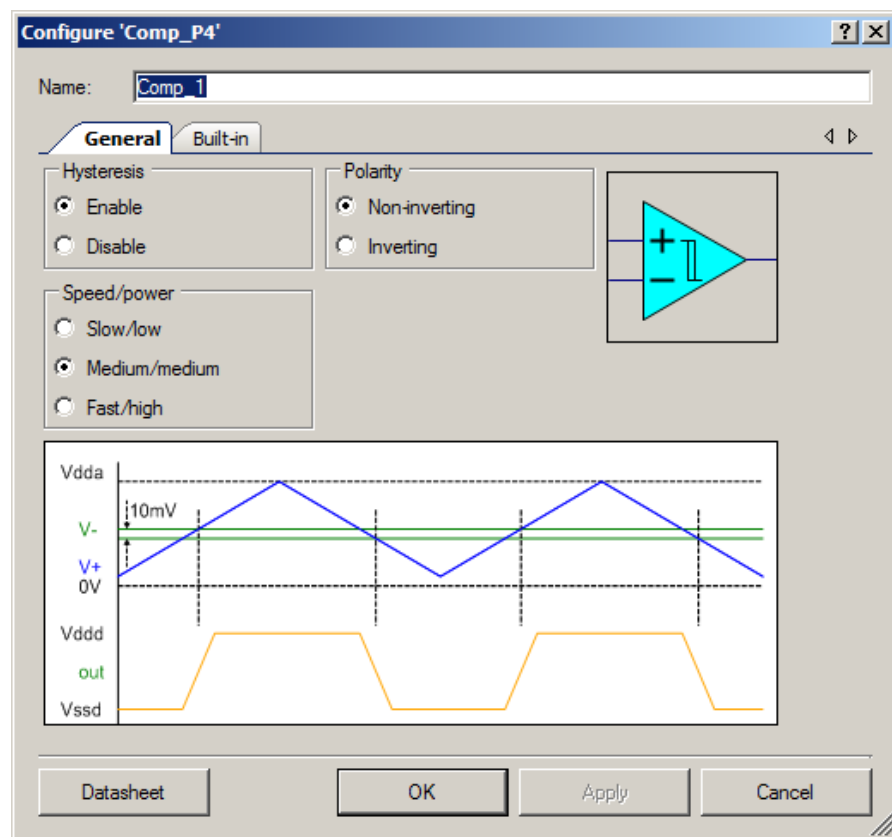 Configure 'Comp_P4'
Name: Comp_1
General Built-in
Hysteresis Polarity
Enable Non-inverting
Disable Inverting
Speed/power
Slow/low
Medium/medium
Fast/high
Vdda
10mV
V-
V+
0V
Vddd
out
Vssd
Datasheet OK Apply Cancel